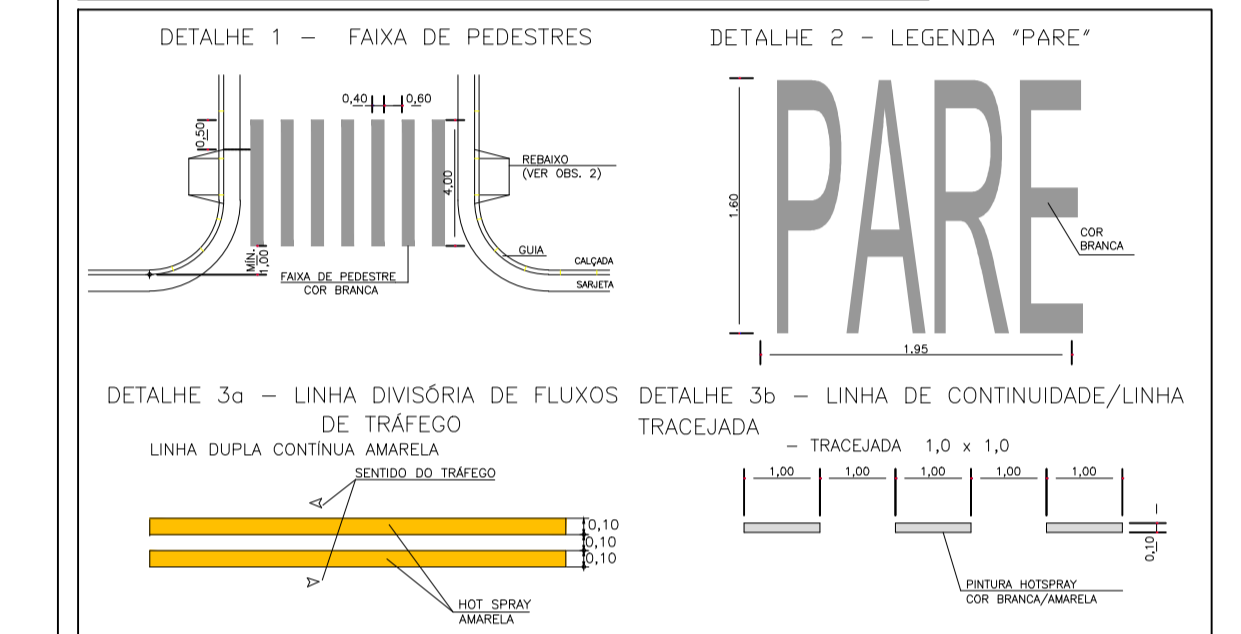 DETALHE 1 – FAIXA DE PEDESTRES
0,40
0,60
0,50
4,00
REBAIXO
(VER OBS. 2)
MÍN.
1,00
GUIA
CALÇADA
SARJETA
FAIXA DE PEDESTRE
COR BRANCA
DETALHE 2 - LEGENDA "PARE"
PARE
1.60
COR
BRANCA
1.95
DETALHE 3a – LINHA DIVISÓRIA DE FLUXOS
DE TRÁFEGO
LINHA DUPLA CONTÍNUA AMARELA
SENTIDO DO TRÁFEGO
0,10
0,10
0,10
HOT SPRAY
AMARELA
DETALHE 3b – LINHA DE CONTINUIDADE/LINHA
TRACEJADA
– TRACEJADA 1,0 x 1,0
1,00 1,00 1,00 1,00 1,00
0,10
PINTURA HOTSPRAY
COR BRANCA/AMARELA